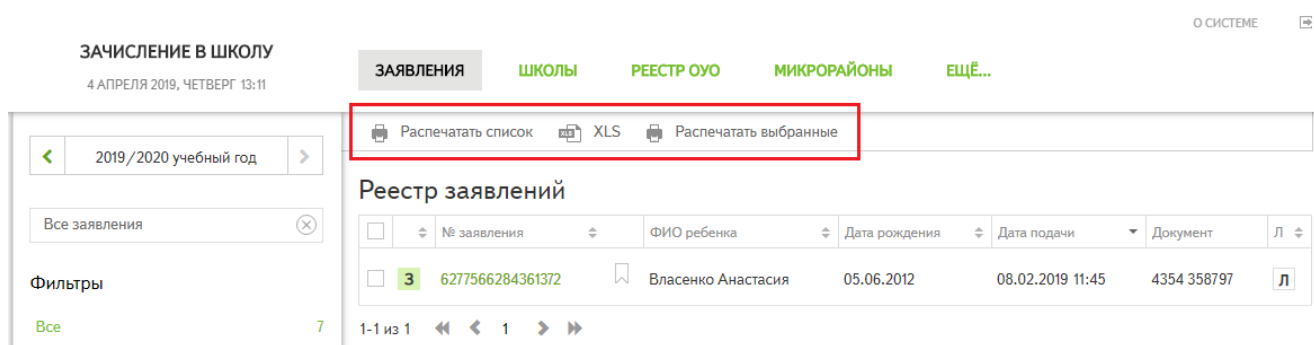 О СИСТЕМЕ
ЗАЧИСЛЕНИЕ В ШКОЛУ
4 АПРЕЛЯ 2019, ЧЕТВЕРГ 13:11
ЗАЯВЛЕНИЯ ШКОЛЫ РЕЕСТР ОУО МИКРОРАЙОНЫ ЕЩЁ...
Распечатать список XLS XLS Распечатать выбранные
2019/2020 учебный год
Реестр заявлений
Все заявления
№ заявления ФИО ребенка Дата рождения Дата подачи Документ Л
З 6277566284361372 Власенко Анастасия 05.06.2012 08.02.2019 11:45 4354 358797 Л
Фильтры
Все 7
1-1 из 1 1